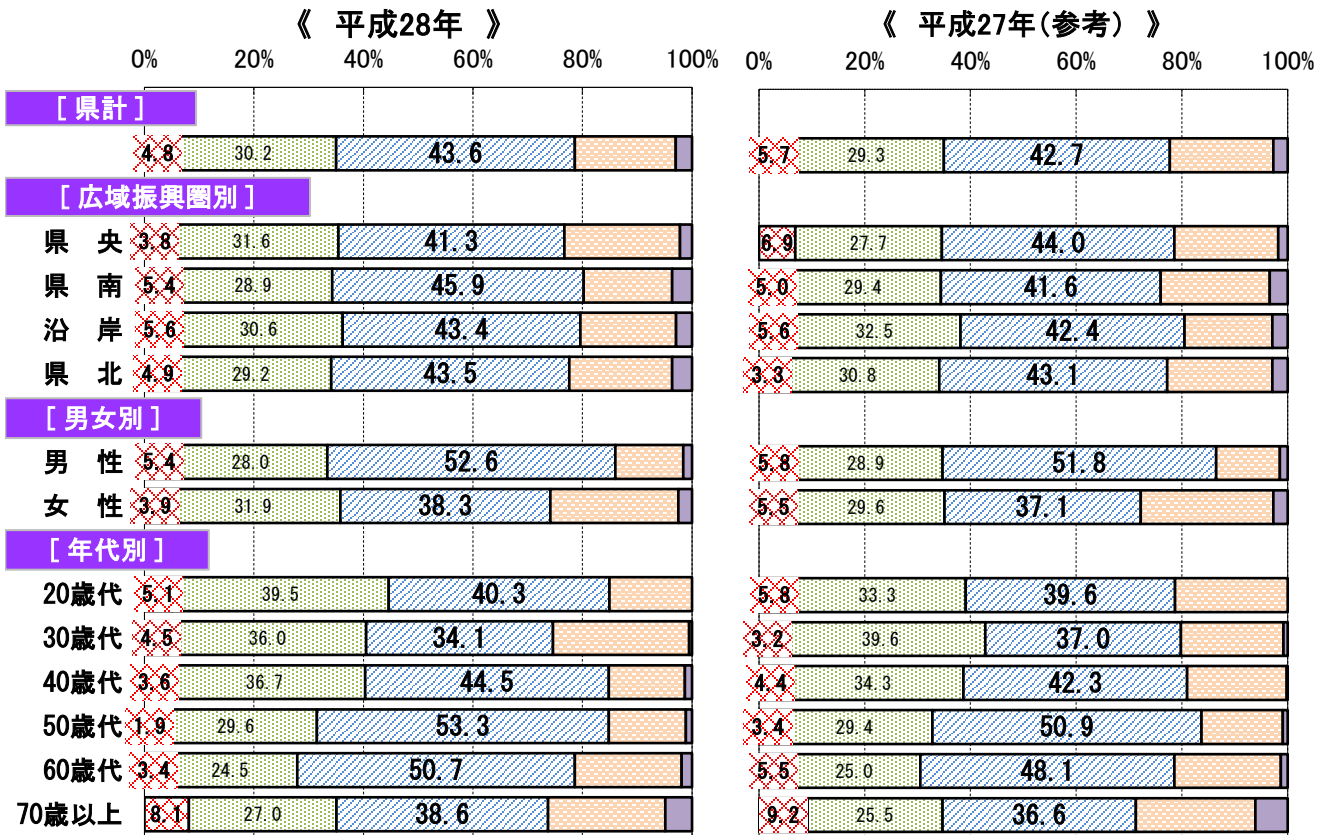 《 平成28年 》 《 平成27年（参考） 》
0% 20% 40% 60% 80% 100% 0% 20% 40% 60% 80% 100%
［ 県計 ］
4.8 30.2 43.6 5.7 29.3 42.7
［ 広域振興圏別 ］
県 央 3.8 31.6 41.3 6.9 27.7 44.0
県 南 5.4 28.9 45.9 5.0 29.4 41.6
沿 岸 5.6 30.6 43.4 5.6 32.5 42.4
県 北 4.9 29.2 43.5 3.3 30.8 43.1
［ 男女別 ］
男 性 5.4 28.0 52.6 5.8 28.9 51.8
女 性 3.9 31.9 38.3 5.5 29.6 37.1
［ 年代別 ］
20歳代 5.1 39.5 40.3 5.8 33.3 39.6
30歳代 4.5 36.0 34.1 3.2 39.6 37.0
40歳代 3.6 36.7 44.5 4.4 34.3 42.3
50歳代 1.9 29.6 53.3 3.4 29.4 50.9
60歳代 3.4 24.5 50.7 5.5 25.0 48.1
70歳以上 8.1 27.0 38.6 9.2 25.5 36.6